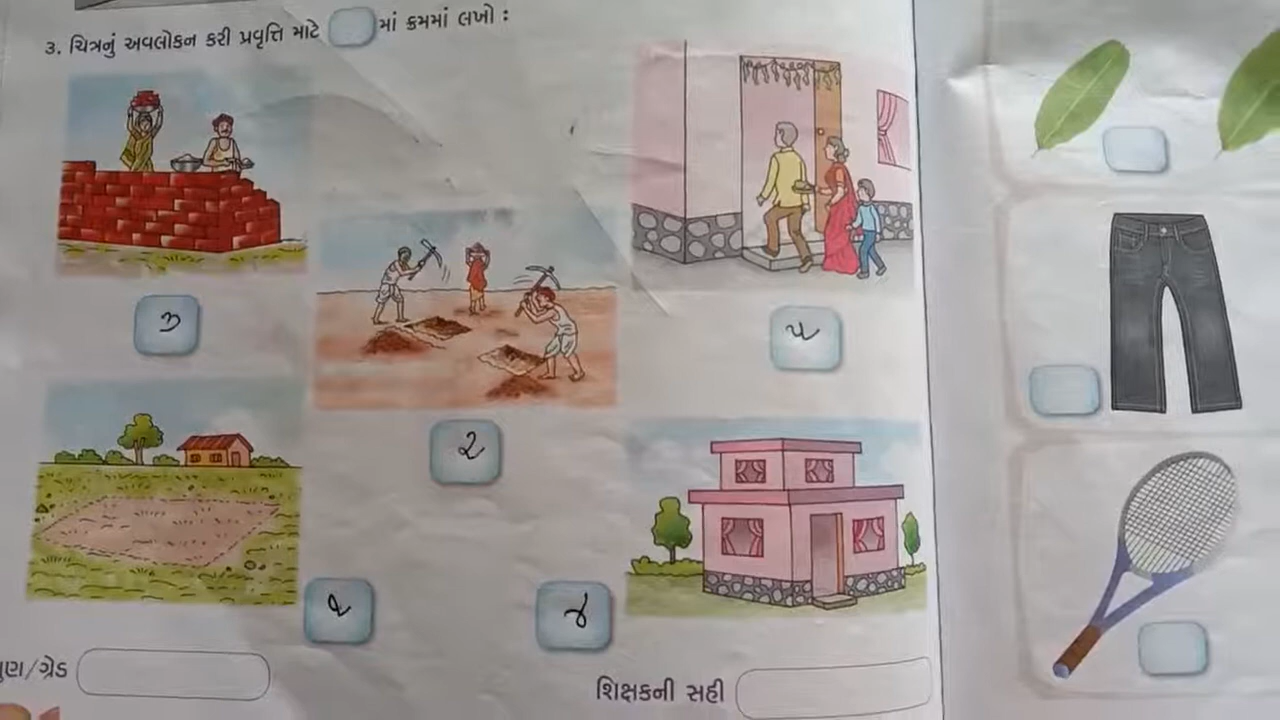 ૩. ચિત્રનું અવલોકન કરી પ્રવૃત્તિ માટે માં ક્રમમાં લખો :
૩
૫
૨
૧
૪
ગુણ/ગ્રેડ
શિક્ષકની સહી